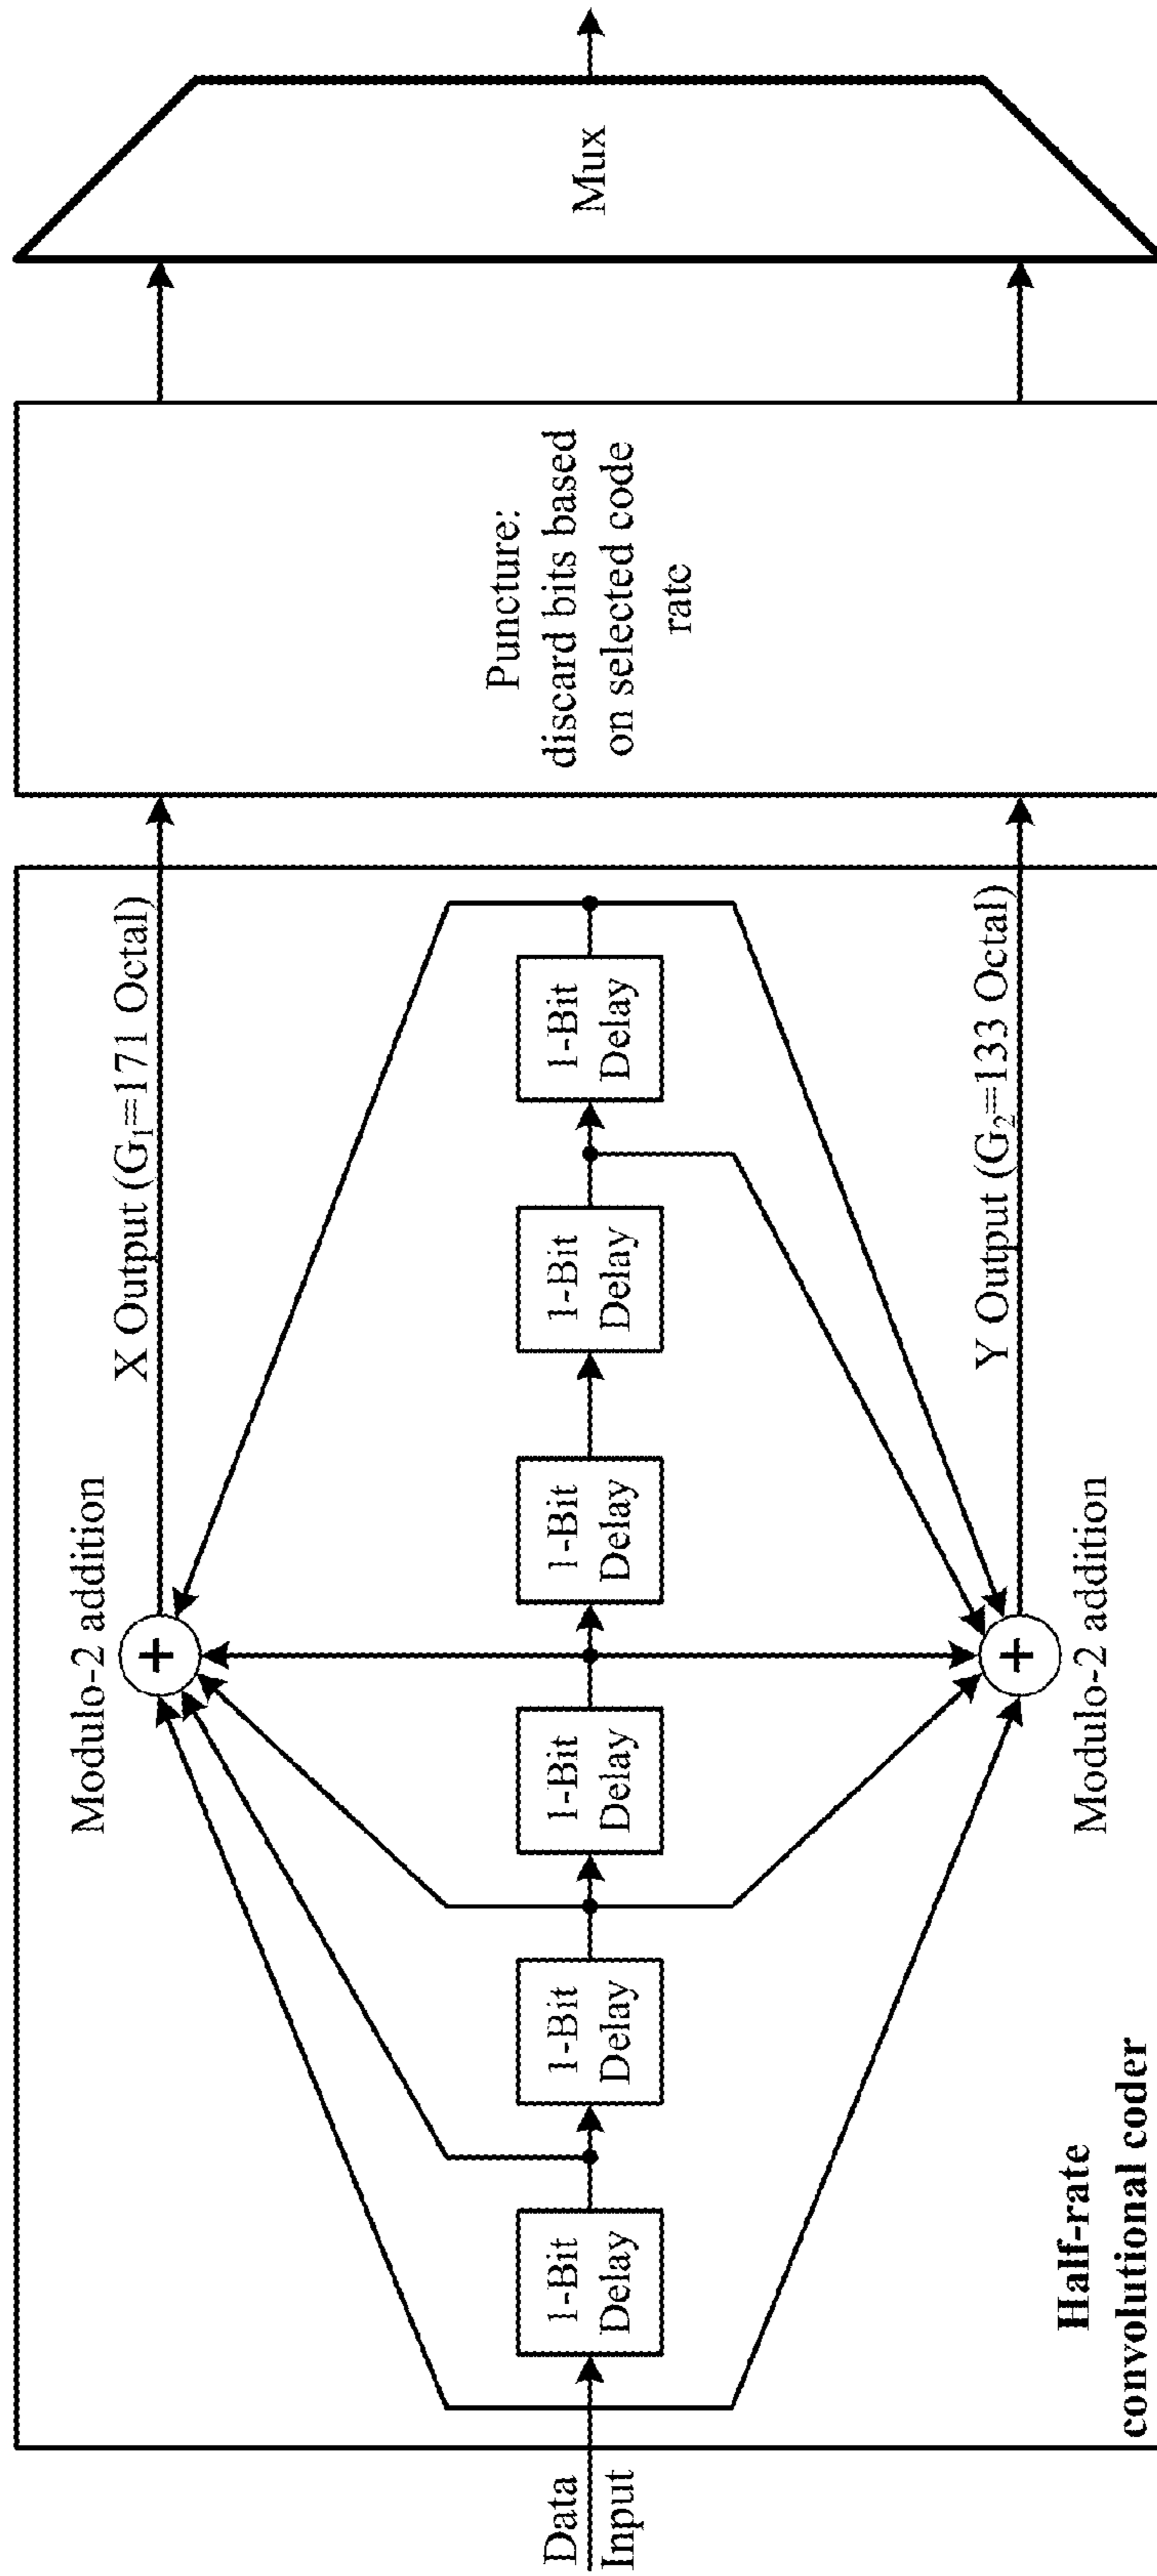 Data
Input
Half-rate
convolutional coder
1-Bit
Delay
1-Bit
Delay
1-Bit
Delay
1-Bit
Delay
1-Bit
Delay
1-Bit
Delay
Modulo-2 addition
+
X Output (G₁=171 Octal)
Modulo-2 addition
+
Y Output (G₂=133 Octal)
Puncture:
discard bits based
on selected code
rate
Mux